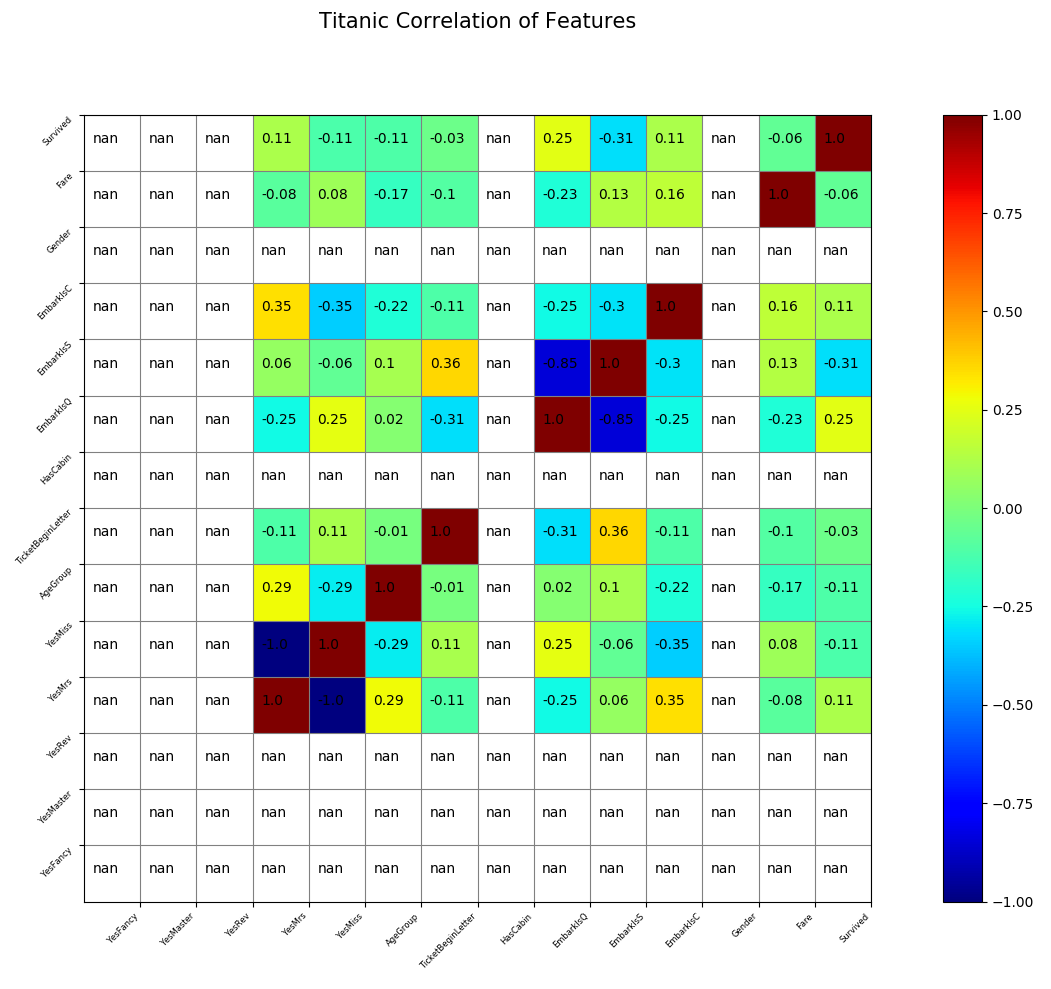 Titanic Correlation of Features
Survived nan nan nan 0.11 -0.11 -0.11 -0.03 nan 0.25 -0.31 0.11 nan -0.06 1.0
Fare nan nan nan -0.08 0.08 -0.17 -0.1 nan -0.23 0.13 0.16 nan 1.0 -0.06
Gender nan nan nan nan nan nan nan nan nan nan nan nan nan nan
EmbarkIsC nan nan nan 0.35 -0.35 -0.22 -0.11 nan -0.25 -0.3 1.0 nan 0.16 0.11
EmbarkIsS nan nan nan 0.06 -0.06 0.1 0.36 nan -0.85 1.0 -0.3 nan 0.13 -0.31
EmbarkIsQ nan nan nan -0.25 0.25 0.02 -0.31 nan 1.0 -0.85 -0.25 nan -0.23 0.25
HasCabin nan nan nan nan nan nan nan nan nan nan nan nan nan nan
TicketBeginLetter nan nan nan -0.11 0.11 -0.01 1.0 nan -0.31 0.36 -0.11 nan -0.1 -0.03
AgeGroup nan nan nan 0.29 -0.29 1.0 -0.01 nan 0.02 0.1 -0.22 nan -0.17 -0.11
YesMiss nan nan nan -1.0 1.0 -0.29 0.11 nan 0.25 -0.06 -0.35 nan 0.08 -0.11
YesMrs nan nan nan 1.0 -1.0 0.29 -0.11 nan -0.25 0.06 0.35 nan -0.08 0.11
YesRev nan nan nan nan nan nan nan nan nan nan nan nan nan nan
YesMaster nan nan nan nan nan nan nan nan nan nan nan nan nan nan
YesFancy nan nan nan nan nan nan nan nan nan nan nan nan nan nan
YesFancy YesMaster YesRev YesMrs YesMiss AgeGroup TicketBeginLetter HasCabin EmbarkIsQ EmbarkIsS EmbarkIsC Gender Fare Survived
1.00
0.75
0.50
0.25
0.00
−0.25
−0.50
−0.75
−1.00